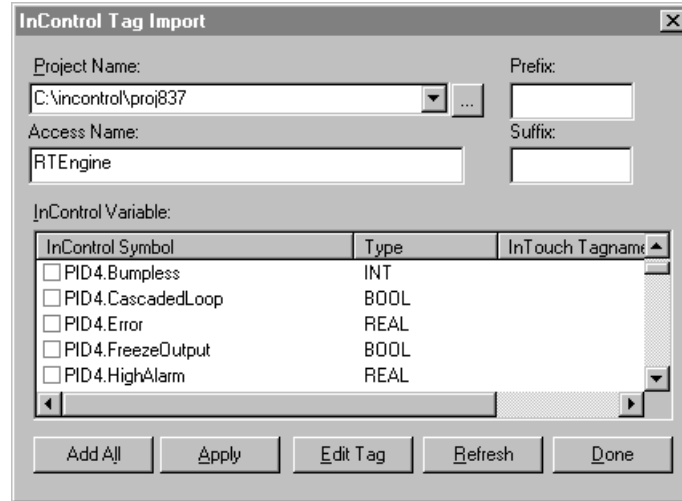 InControl Tag Import
Project Name:
Prefix:
C:\incontrol\proj837
...
Access Name:
Suffix:
RTEngine
InControl Variable:
InControl Symbol Type InTouch Tagname
PID4.Bumpless INT
PID4.CascadedLoop BOOL
PID4.Error REAL
PID4.FreezeOutput BOOL
PID4.HighAlarm REAL
Add All Apply Edit Tag Refresh Done